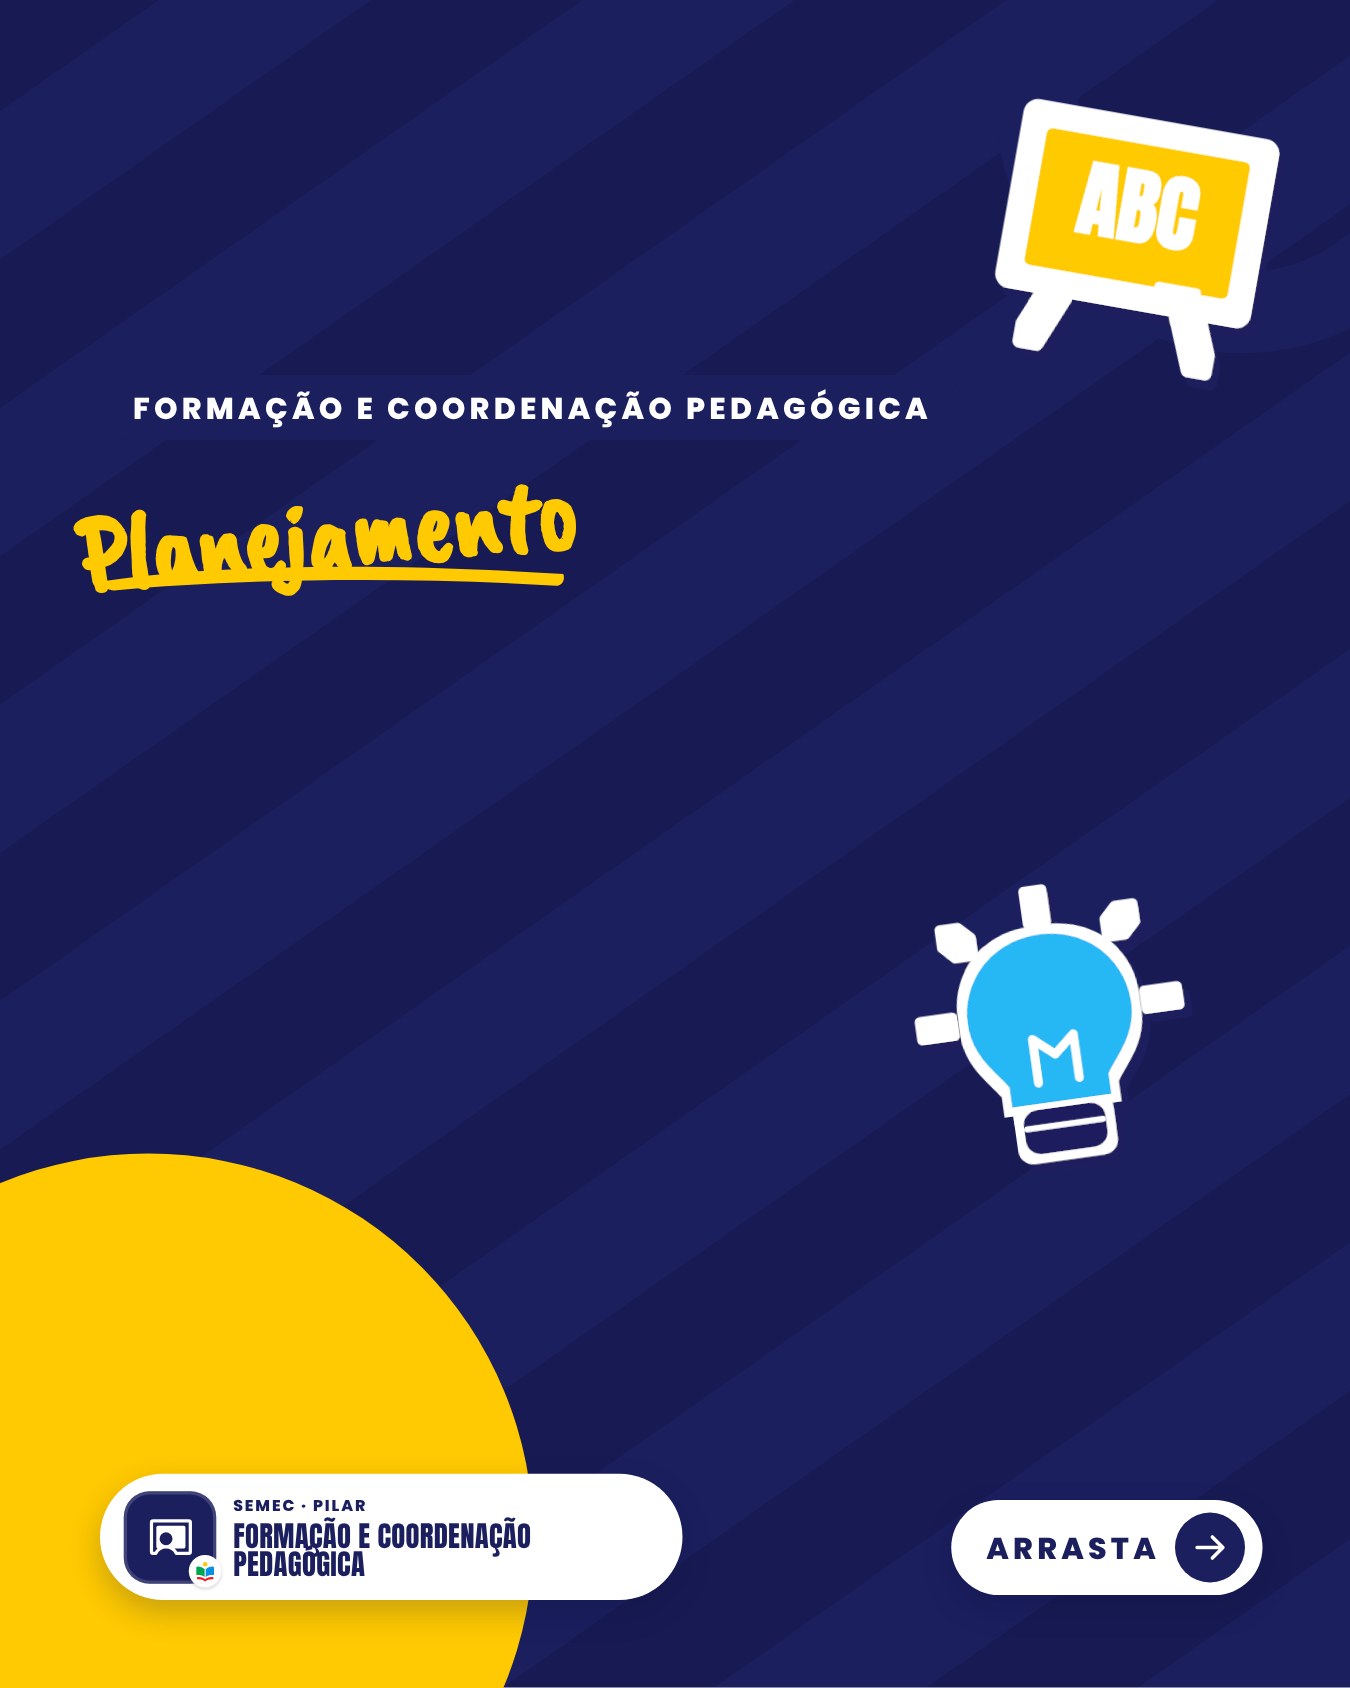 ABC
FORMAÇÃO E COORDENAÇÃO PEDAGÓGICA
Planejamento
M
SEMEC · PILAR
FORMAÇÃO E COORDENAÇÃO
PEDAGÓGICA
ARRASTA